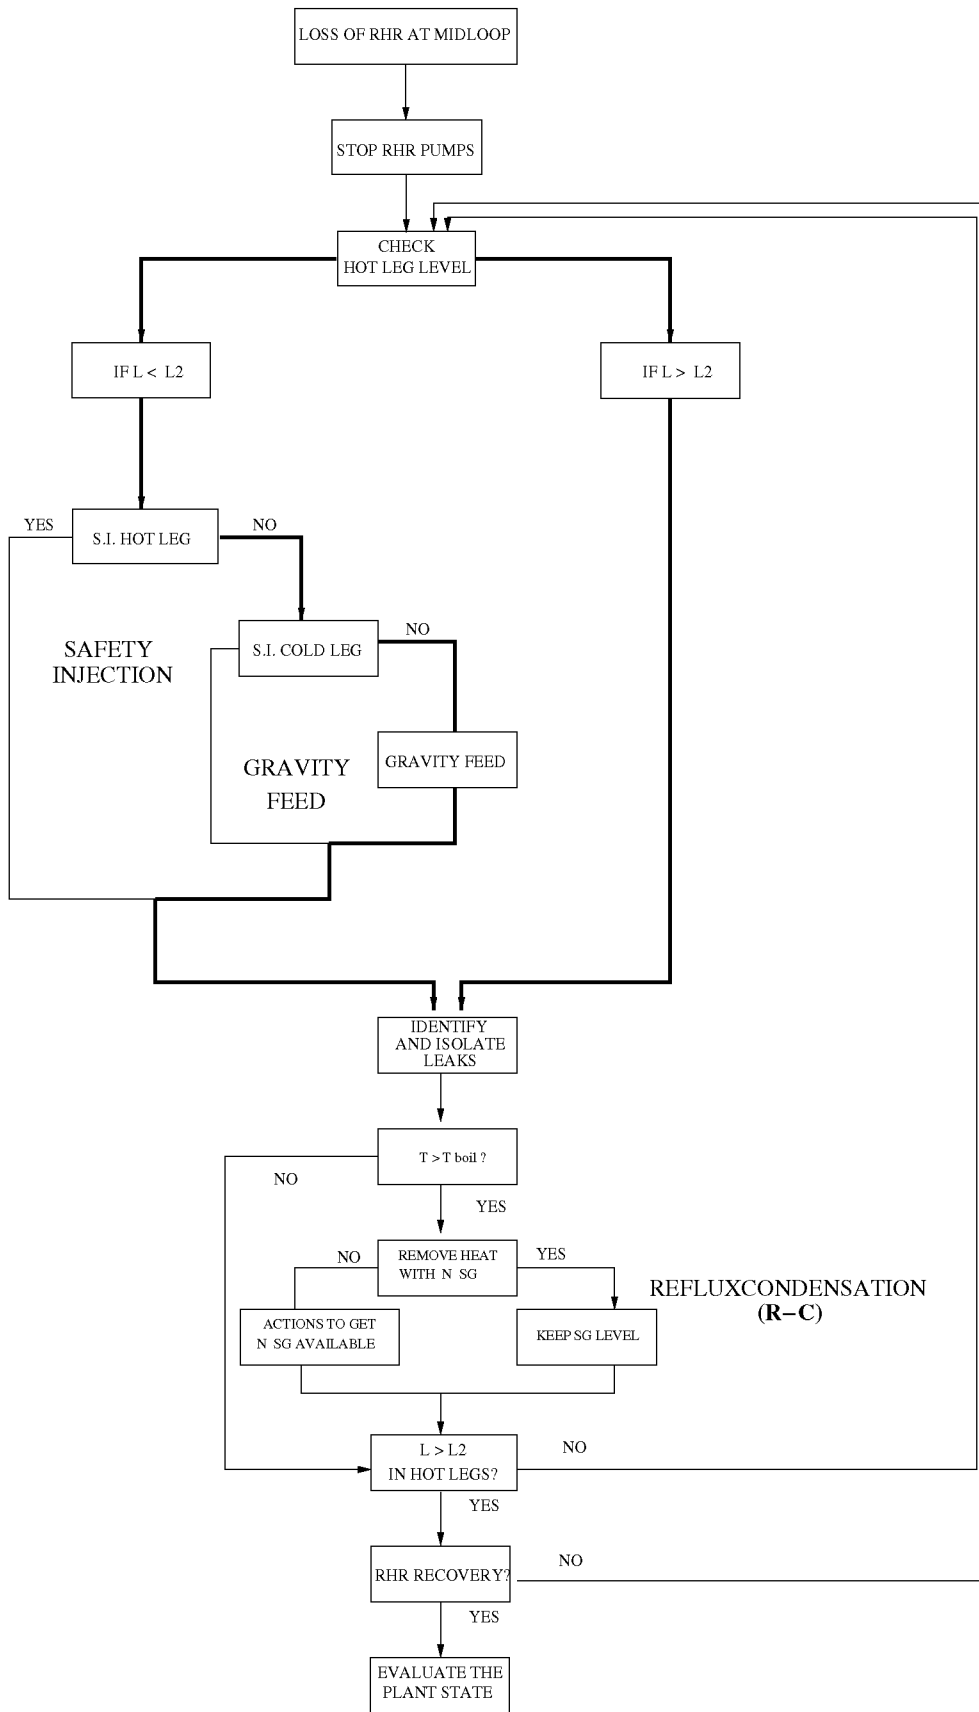 LOSS OF RHR AT MIDLOOP
STOP RHR PUMPS
CHECK
HOT LEG LEVEL
IF L < L2
IF L > L2
YES
S.I. HOT LEG
NO
S.I. COLD LEG
NO
SAFETY
INJECTION
GRAVITY FEED
GRAVITY
FEED
IDENTIFY
AND ISOLATE
LEAKS
T > T boil ?
NO
YES
NO
REMOVE HEAT
WITH N SG
YES
REFLUXCONDENSATION
(R-C)
ACTIONS TO GET
N SG AVAILABLE
KEEP SG LEVEL
L > L2
IN HOT LEGS?
NO
YES
RHR RECOVERY?
NO
YES
EVALUATE THE
PLANT STATE